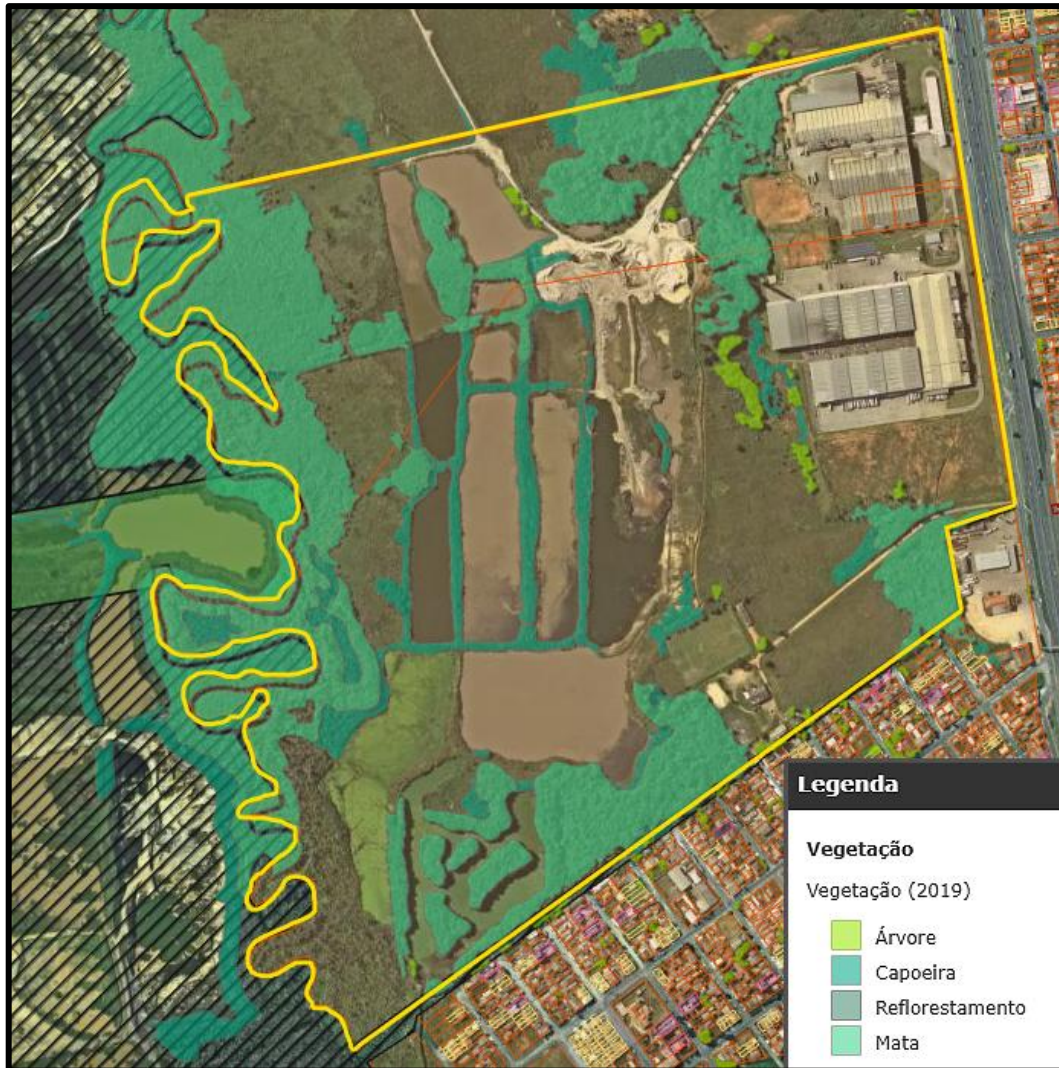 Legenda
Vegetação
Vegetação (2019)
Árvore
Capoeira
Reflorestamento
Mata